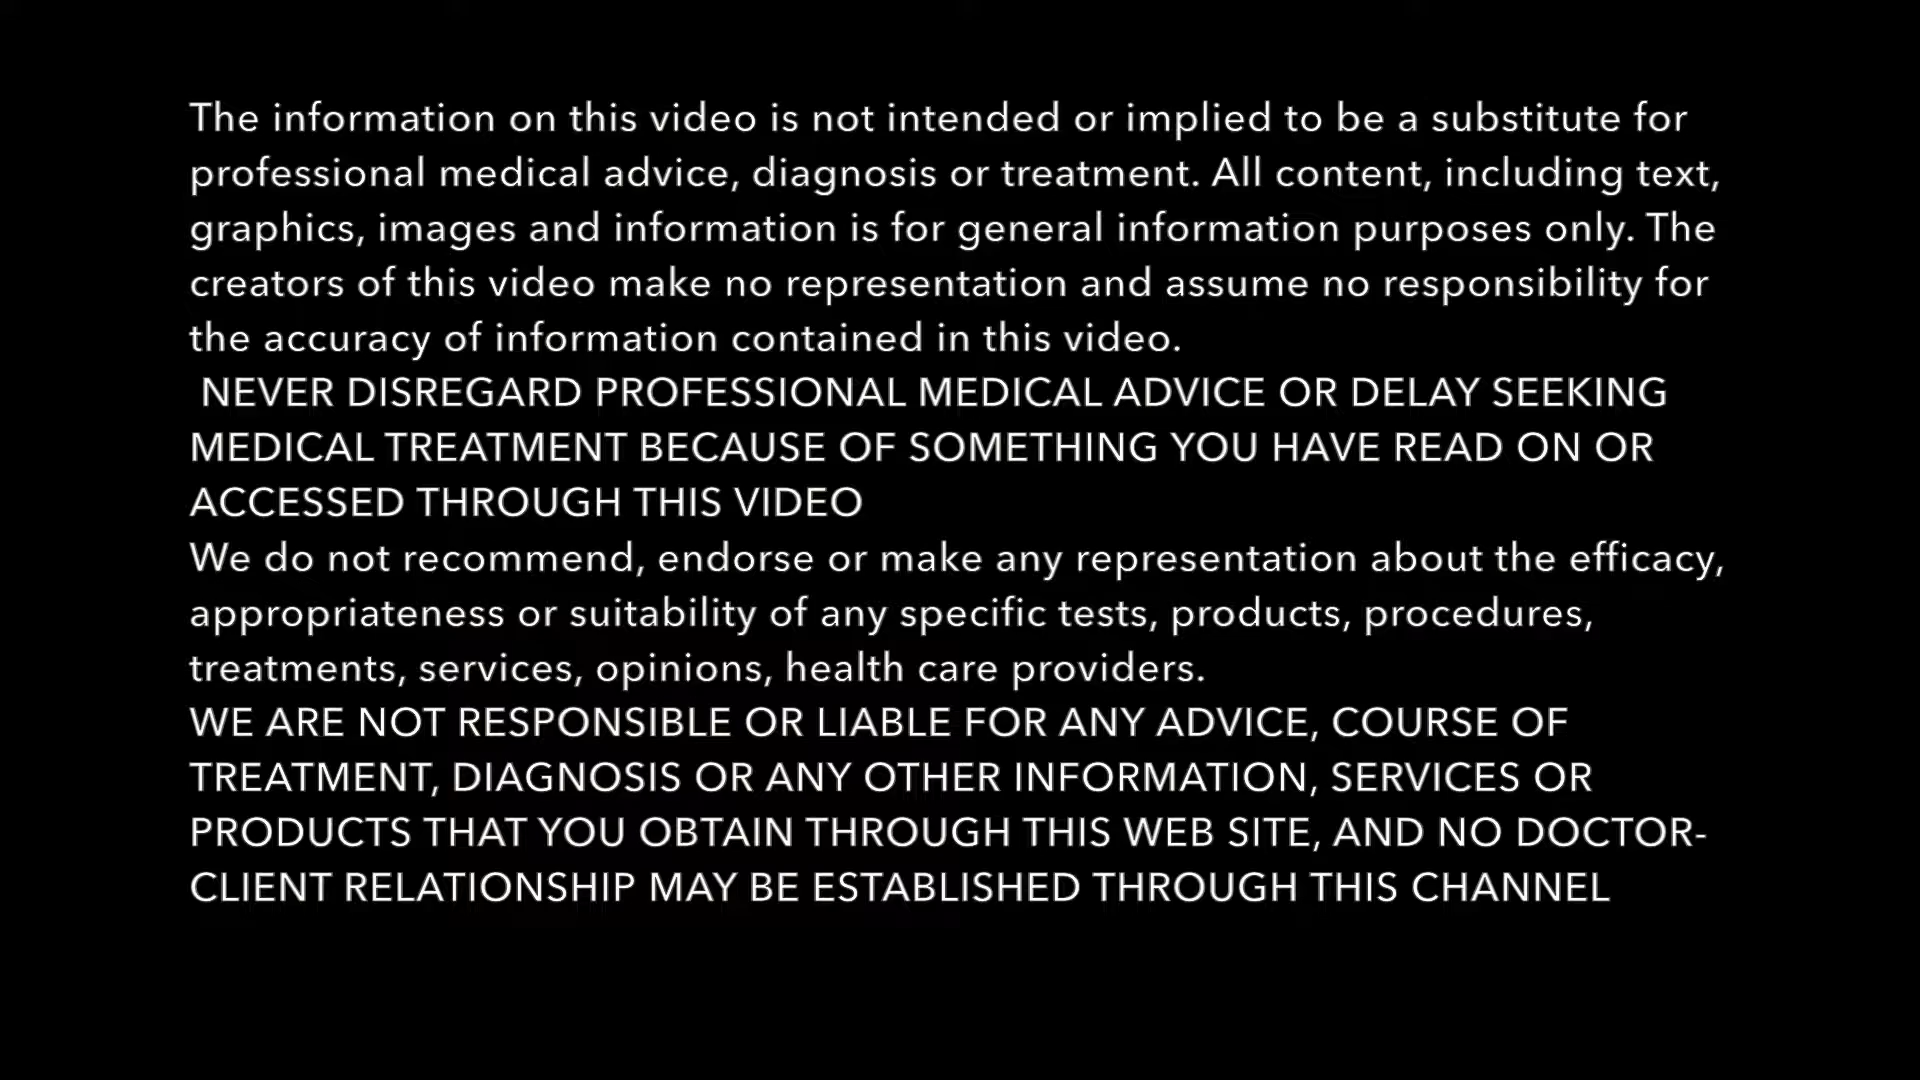 The information on this video is not intended or implied to be a substitute for
professional medical advice, diagnosis or treatment. All content, including text,
graphics, images and information is for general information purposes only. The
creators of this video make no representation and assume no responsibility for
the accuracy of information contained in this video.
NEVER DISREGARD PROFESSIONAL MEDICAL ADVICE OR DELAY SEEKING
MEDICAL TREATMENT BECAUSE OF SOMETHING YOU HAVE READ ON OR
ACCESSED THROUGH THIS VIDEO
We do not recommend, endorse or make any representation about the efficacy,
appropriateness or suitability of any specific tests, products, procedures,
treatments, services, opinions, health care providers.
WE ARE NOT RESPONSIBLE OR LIABLE FOR ANY ADVICE, COURSE OF
TREATMENT, DIAGNOSIS OR ANY OTHER INFORMATION, SERVICES OR
PRODUCTS THAT YOU OBTAIN THROUGH THIS WEB SITE, AND NO DOCTOR-
CLIENT RELATIONSHIP MAY BE ESTABLISHED THROUGH THIS CHANNEL